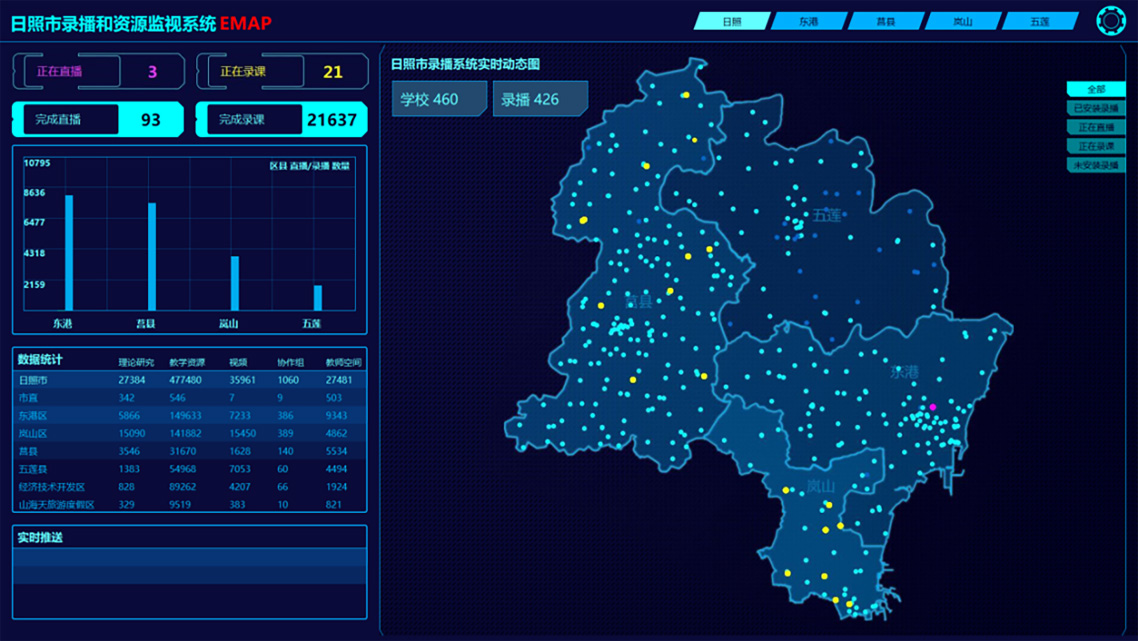 日照市录播和资源监视系统 EMAP
日照 东港 莒县 岚山 五莲
正在直播 3
正在录课 21
完成直播 93
完成录课 21637
区县 直播/录播 数量
10795
8636
6477
4318
2159
东港 莒县 岚山 五莲
数据统计 理论研究 教学资源 视频 协作组 教师空间
日照市 27384 477480 35961 1060 27481
市直 342 546 7 9 503
东港区 5866 149633 7233 386 9343
岚山区 15090 141882 15450 389 4862
莒县 3546 31670 1628 140 5534
五莲县 1383 54968 7053 60 4494
经济技术开发区 828 89262 4207 66 1924
山海天旅游度假区 329 9519 383 10 821
实时推送
日照市录播系统实时动态图
学校 460
录播 426
全部
已安装录播
正在直播
正在录课
未安装录播
五莲
莒县
东港
岚山